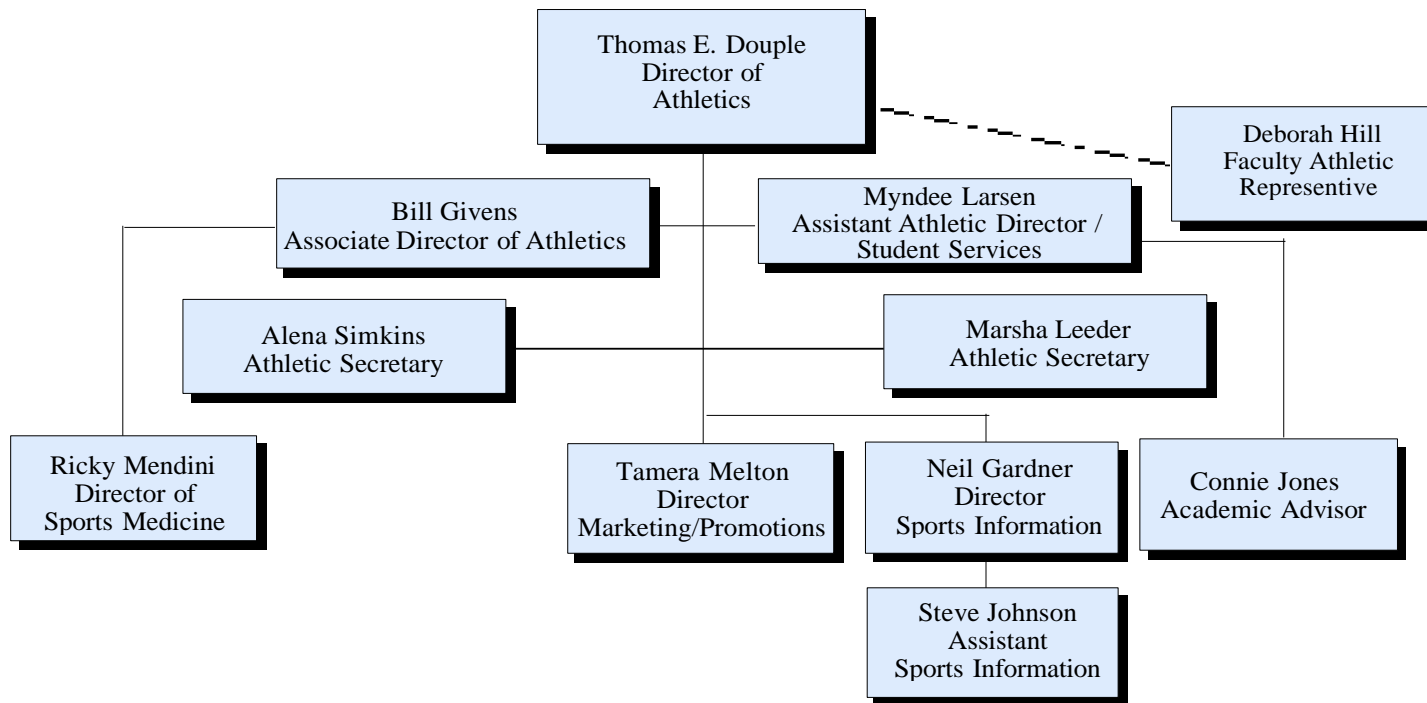 Thomas E. Douple
Director of
Athletics
Deborah Hill
Faculty Athletic
Representive
Bill Givens
Associate Director of Athletics
Myndee Larsen
Assistant Athletic Director /
Student Services
Alena Simkins
Athletic Secretary
Marsha Leeder
Athletic Secretary
Ricky Mendini
Director of
Sports Medicine
Tamera Melton
Director
Marketing/Promotions
Neil Gardner
Director
Sports Information
Connie Jones
Academic Advisor
Steve Johnson
Assistant
Sports Information